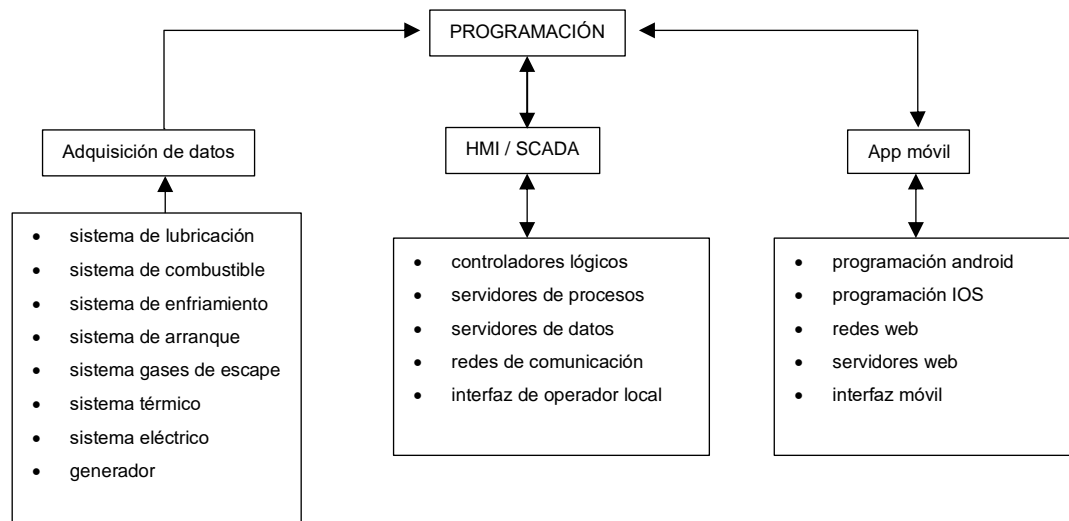 PROGRAMACIÓN
Adquisición de datos
HMI / SCADA
App móvil
• sistema de lubricación
• sistema de combustible
• sistema de enfriamiento
• sistema de arranque
• sistema gases de escape
• sistema térmico
• sistema eléctrico
• generador
• controladores lógicos
• servidores de procesos
• servidores de datos
• redes de comunicación
• interfaz de operador local
• programación android
• programación IOS
• redes web
• servidores web
• interfaz móvil